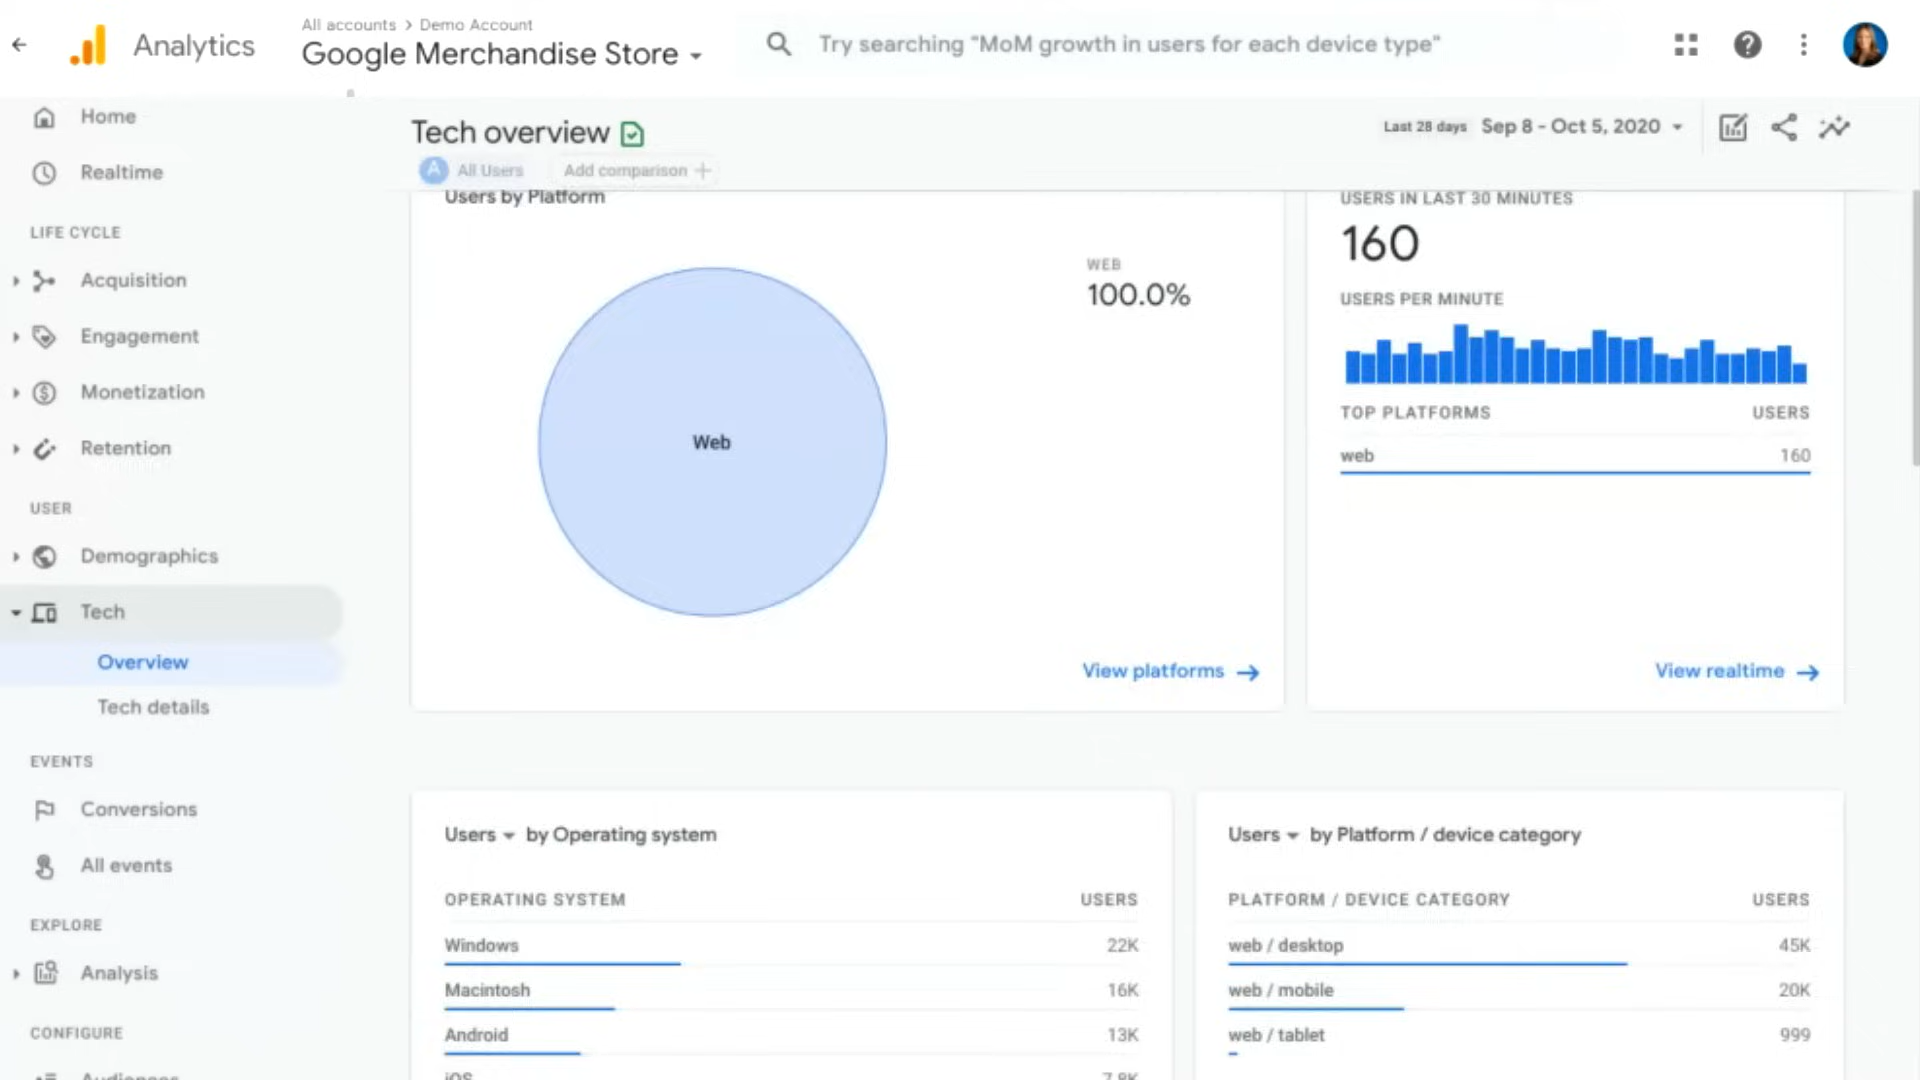 Analytics
All accounts > Demo Account
Google Merchandise Store
Try searching "MoM growth in users for each device type"
Home
Realtime
LIFE CYCLE
Acquisition
Engagement
Monetization
Retention
USER
Demographics
Tech
Overview
Tech details
EVENTS
Conversions
All events
EXPLORE
Analysis
CONFIGURE
Audiences
Tech overview
Last 28 days Sep 8 - Oct 5, 2020
A All Users
Add comparison +
Users by Platform
WEB
100.0%
Web
View platforms →
USERS IN LAST 30 MINUTES
160
USERS PER MINUTE
TOP PLATFORMS USERS
web 160
View realtime →
Users by Operating system
OPERATING SYSTEM USERS
Windows 22K
Macintosh 16K
Android 13K
iOS 7.8K
Users by Platform / device category
PLATFORM / DEVICE CATEGORY USERS
web / desktop 45K
web / mobile 20K
web / tablet 999